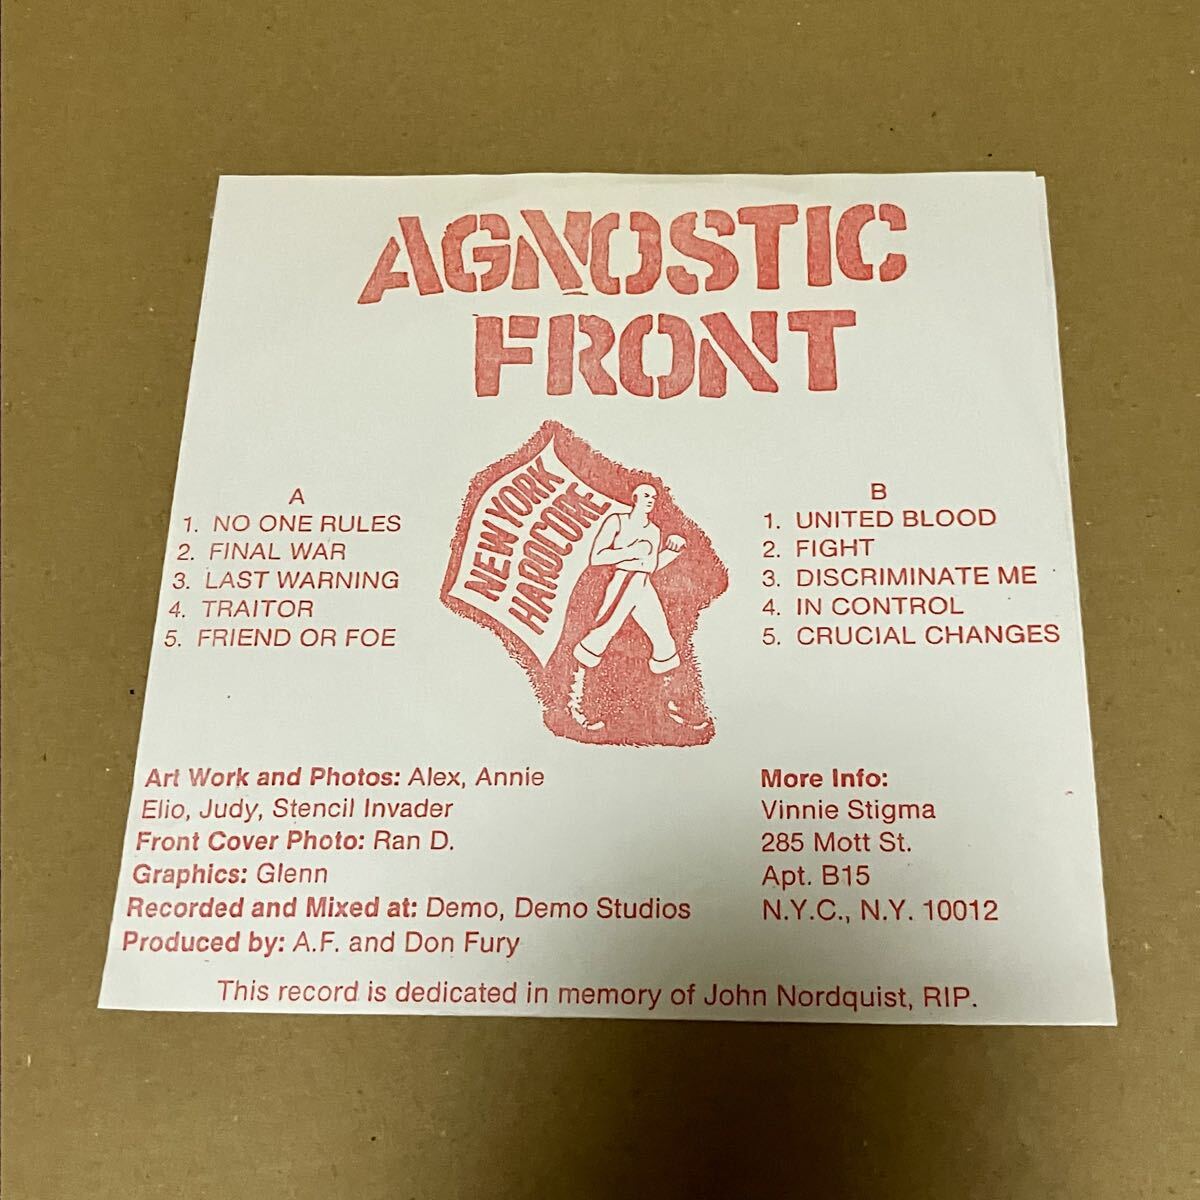 AGNOSTIC
FRONT
NEW YORK
HARDCORE
A
1. NO ONE RULES
2. FINAL WAR
3. LAST WARNING
4. TRAITOR
5. FRIEND OR FOE
B
1. UNITED BLOOD
2. FIGHT
3. DISCRIMINATE ME
4. IN CONTROL
5. CRUCIAL CHANGES
Art Work and Photos: Alex, Annie
Elio, Judy, Stencil Invader
Front Cover Photo: Ran D.
Graphics: Glenn
Recorded and Mixed at: Demo, Demo Studios
Produced by: A.F. and Don Fury
More Info:
Vinnie Stigma
285 Mott St.
Apt. B15
N.Y.C., N.Y. 10012
This record is dedicated in memory of John Nordquist, RIP.